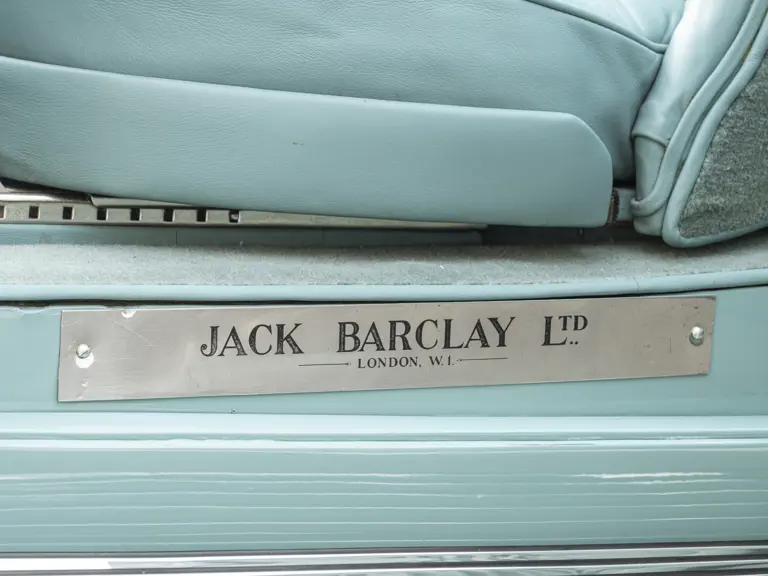 JACK BARCLAY LTD
LONDON, W.1.